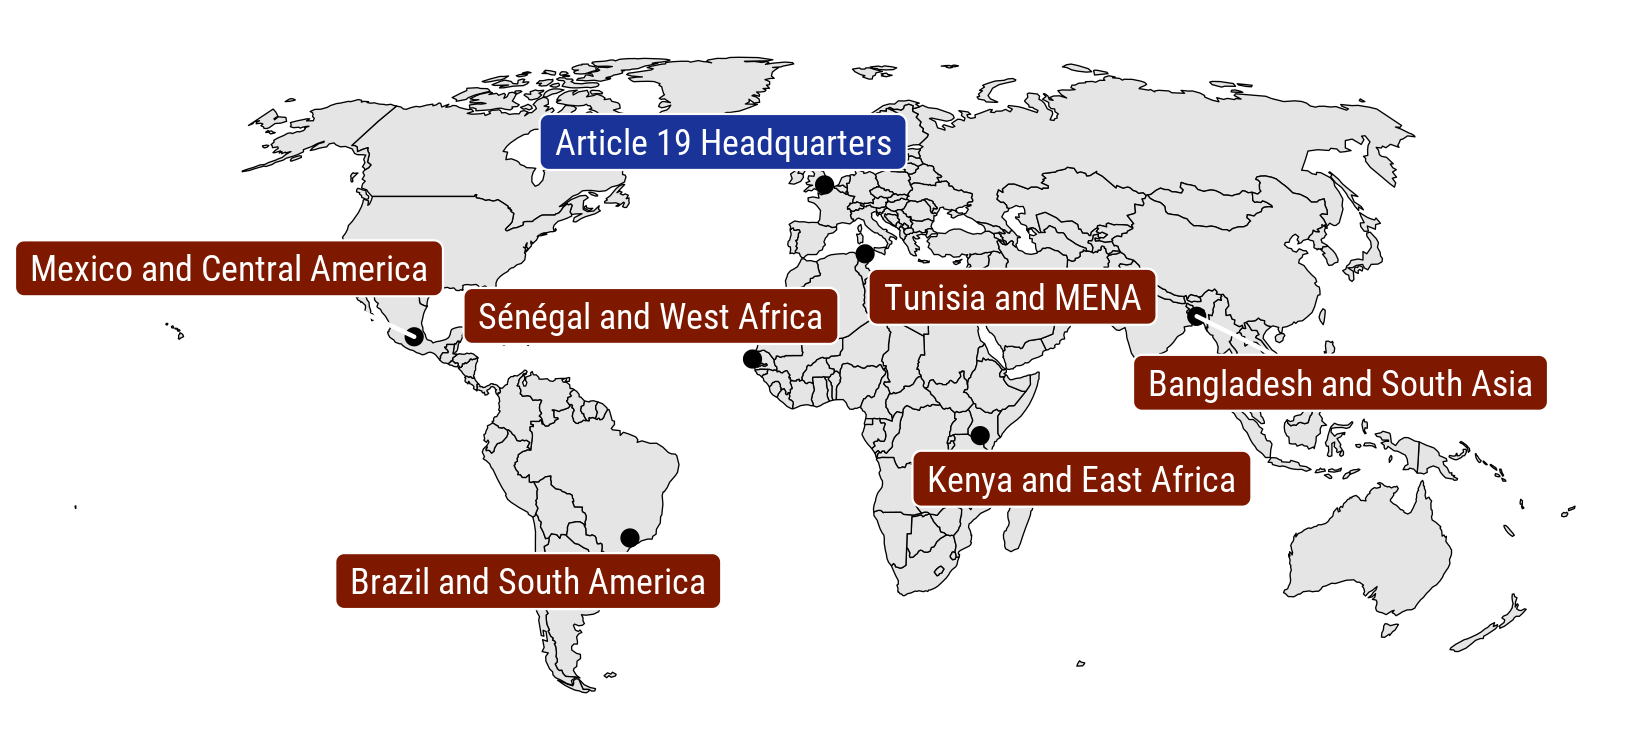 Article 19 Headquarters
Mexico and Central America
Sénégal and West Africa
Tunisia and MENA
Bangladesh and South Asia
Kenya and East Africa
Brazil and South America